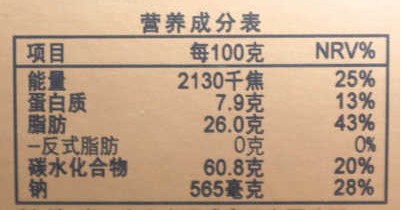 营养成分表
项目 每100克 NRV%
能量 2130千焦 25%
蛋白质 7.9克 13%
脂肪 26.0克 43%
–反式脂肪 0克 0%
碳水化合物 60.8克 20%
钠 565毫克 28%